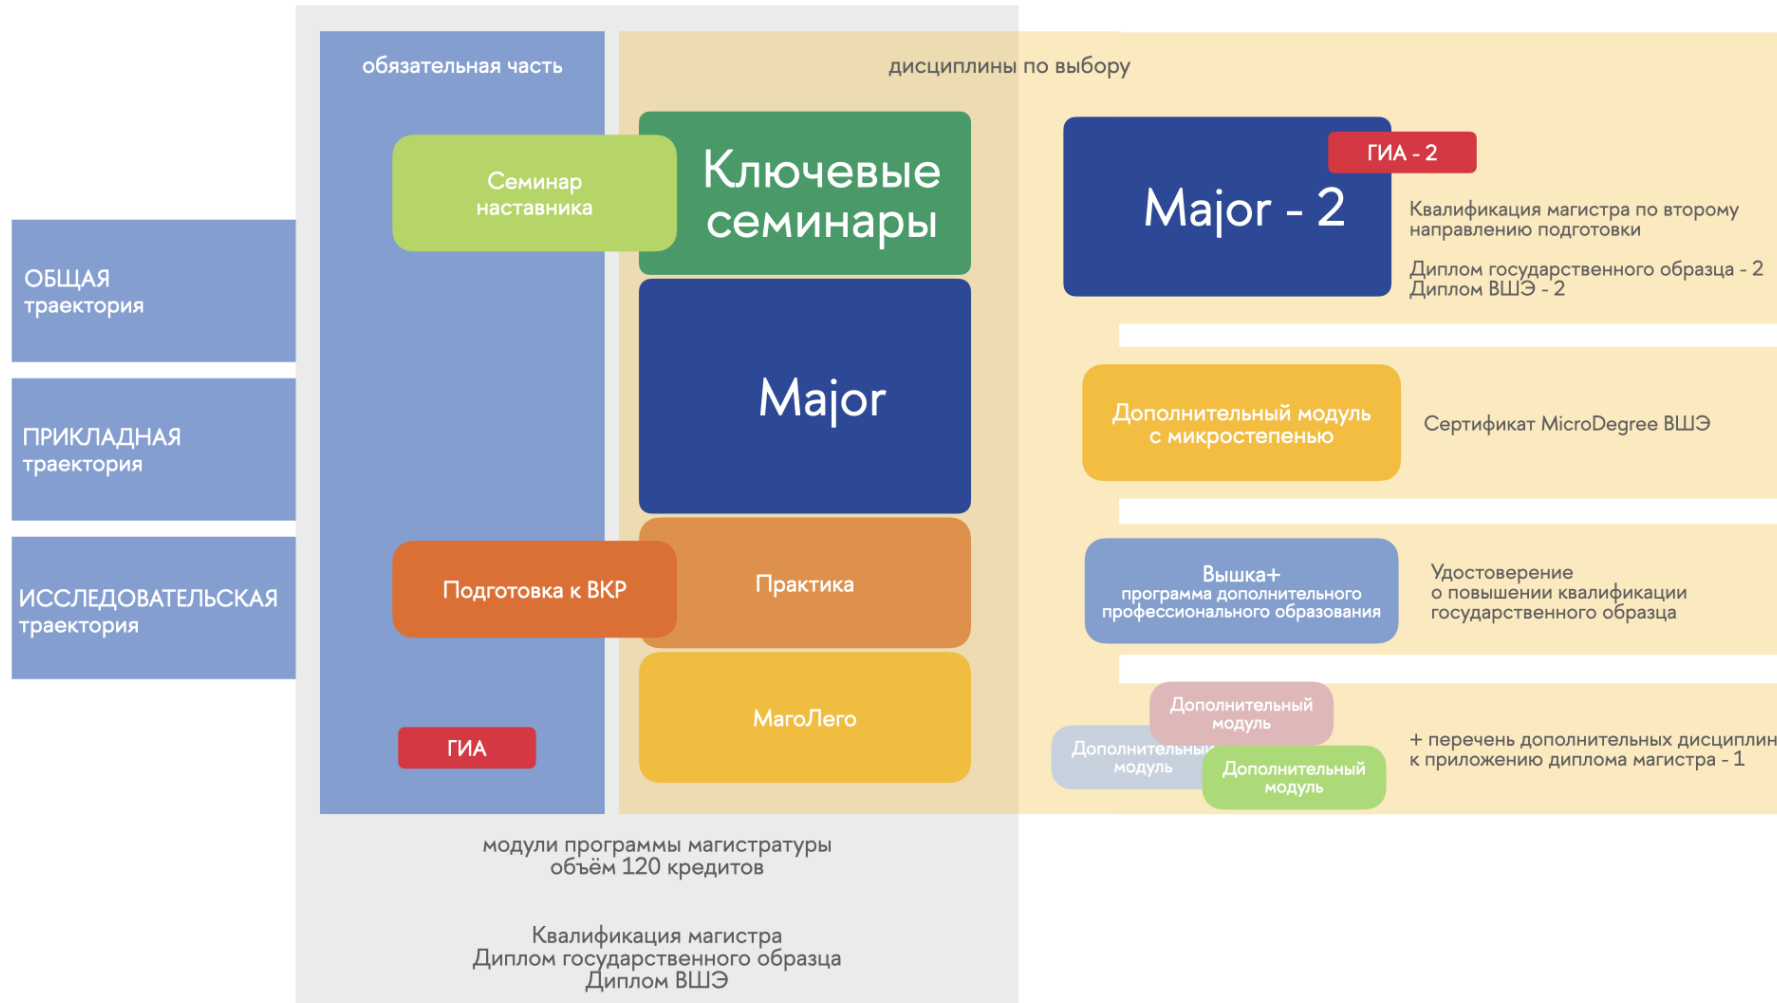 обязательная часть
дисциплины по выбору
ОБЩАЯ
траектория
ПРИКЛАДНАЯ
траектория
ИССЛЕДОВАТЕЛЬСКАЯ
траектория
Семинар
наставника
Ключевые
семинары
Major
Подготовка к ВКР
Практика
ГИА
МагоЛего
Major - 2
ГИА - 2
Квалификация магистра по второму
направлению подготовки
Диплом государственного образца - 2
Диплом ВШЭ - 2
Дополнительный модуль
с микростепенью
Сертификат MicroDegree ВШЭ
Вышка+
программа дополнительного
профессионального образования
Удостоверение
о повышении квалификации
государственного образца
Дополнительный
модуль
Дополнительный
модуль
Дополнительный
модуль
+ перечень дополнительных дисциплин
к приложению диплома магистра - 1
модули программы магистратуры
объём 120 кредитов
Квалификация магистра
Диплом государственного образца
Диплом ВШЭ